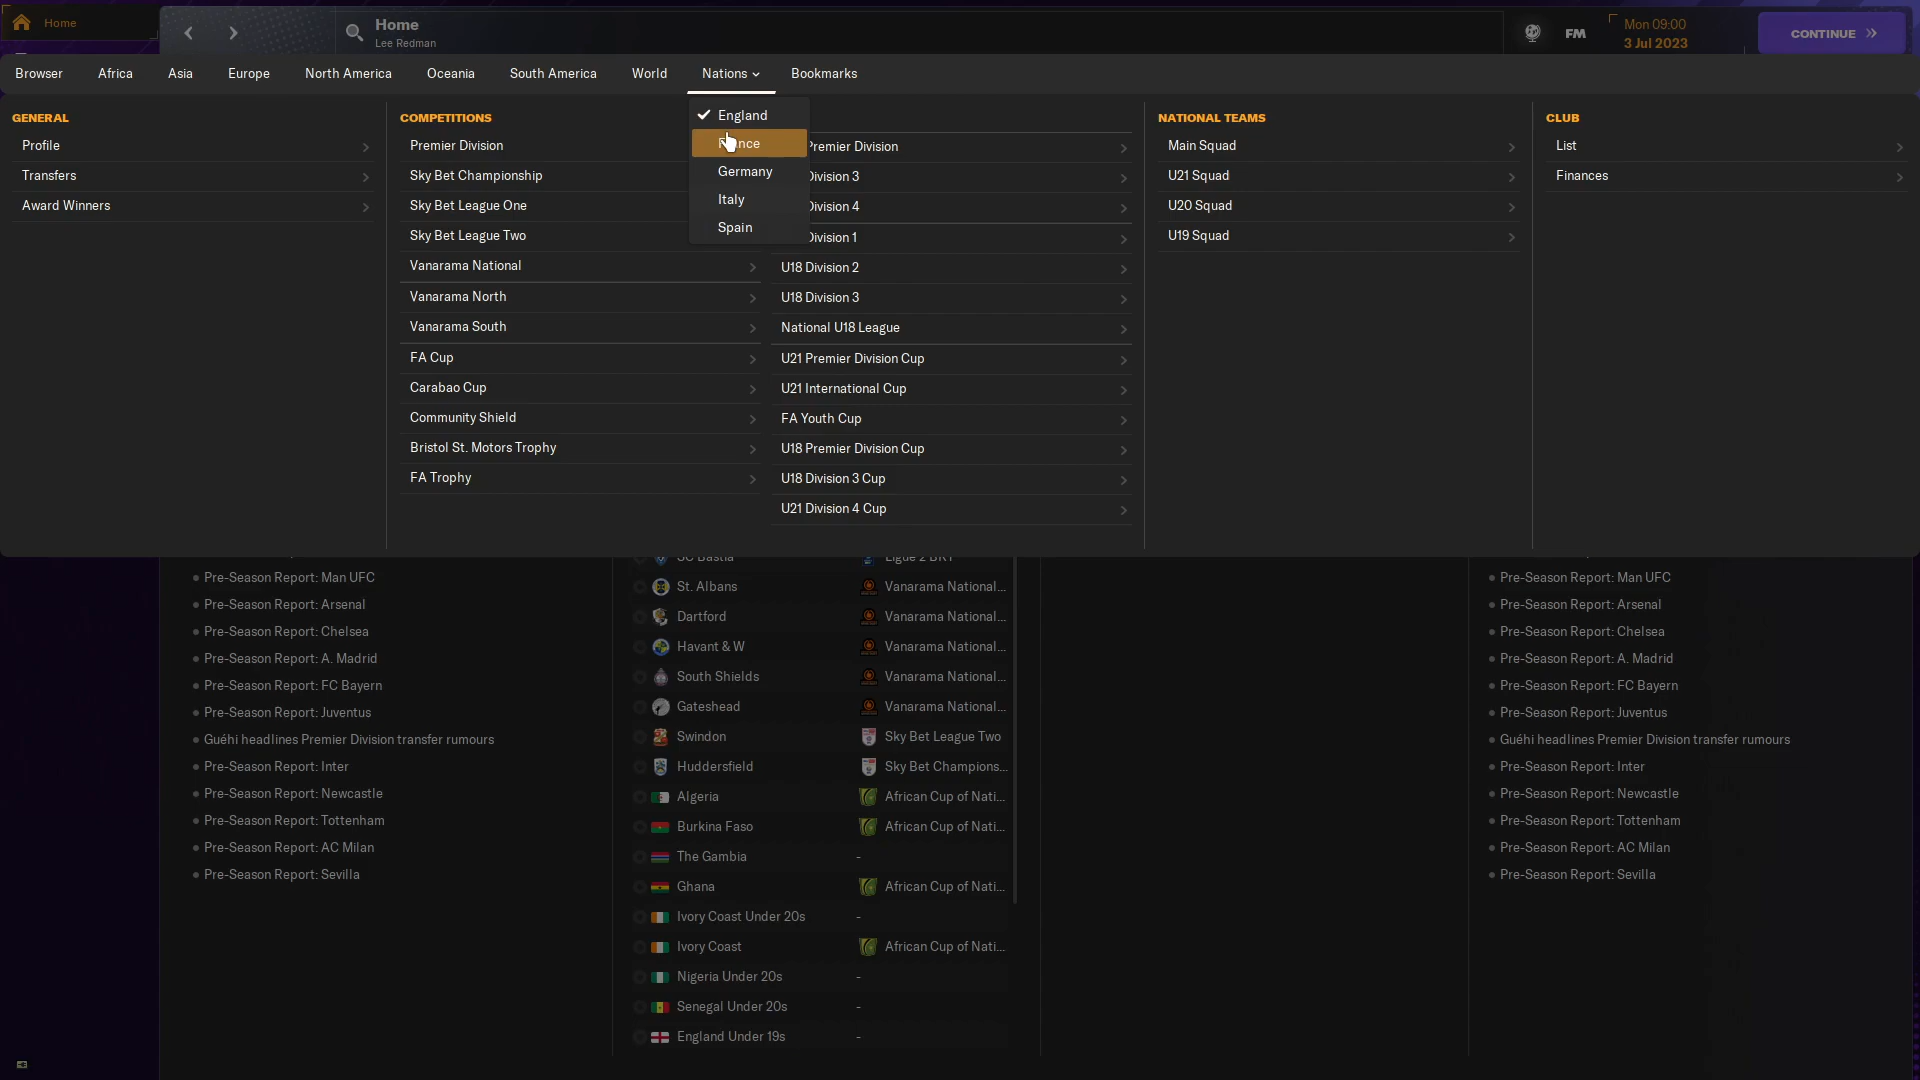 Home
Home
Lee Redman
FM
Mon 09:00
3 Jul 2023
CONTINUE
Browser
Africa
Asia
Europe
North America
Oceania
South America
World
Nations
Bookmarks
GENERAL
Profile
Transfers
Award Winners
COMPETITIONS
Premier Division
Sky Bet Championship
Sky Bet League One
Sky Bet League Two
Vanarama National
Vanarama North
Vanarama South
FA Cup
Carabao Cup
Community Shield
Bristol St. Motors Trophy
FA Trophy
England
Germany
Italy
Spain
Premier Division
Division 3
Division 4
Division 1
U18 Division 2
U18 Division 3
National U18 League
U21 Premier Division Cup
U21 International Cup
FA Youth Cup
U18 Premier Division Cup
U18 Division 3 Cup
U21 Division 4 Cup
NATIONAL TEAMS
Main Squad
U21 Squad
U20 Squad
U19 Squad
CLUB
List
Finances
Pre-Season Report: Man UFC
Pre-Season Report: Arsenal
Pre-Season Report: Chelsea
Pre-Season Report: A. Madrid
Pre-Season Report: FC Bayern
Pre-Season Report: Juventus
Guéhi headlines Premier Division transfer rumours
Pre-Season Report: Inter
Pre-Season Report: Newcastle
Pre-Season Report: Tottenham
Pre-Season Report: AC Milan
Pre-Season Report: Sevilla
SC Bastia Ligue 2 BKT
St. Albans Vanarama National...
Dartford Vanarama National...
Havant & W Vanarama National...
South Shields Vanarama National...
Gateshead Vanarama National...
Swindon Sky Bet League Two
Huddersfield Sky Bet Champions...
Algeria African Cup of Nati...
Burkina Faso African Cup of Nati...
The Gambia -
Ghana African Cup of Nati...
Ivory Coast Under 20s -
Ivory Coast African Cup of Nati...
Nigeria Under 20s -
Senegal Under 20s -
England Under 19s -
Pre-Season Report: Man UFC
Pre-Season Report: Arsenal
Pre-Season Report: Chelsea
Pre-Season Report: A. Madrid
Pre-Season Report: FC Bayern
Pre-Season Report: Juventus
Guéhi headlines Premier Division transfer rumours
Pre-Season Report: Inter
Pre-Season Report: Newcastle
Pre-Season Report: Tottenham
Pre-Season Report: AC Milan
Pre-Season Report: Sevilla